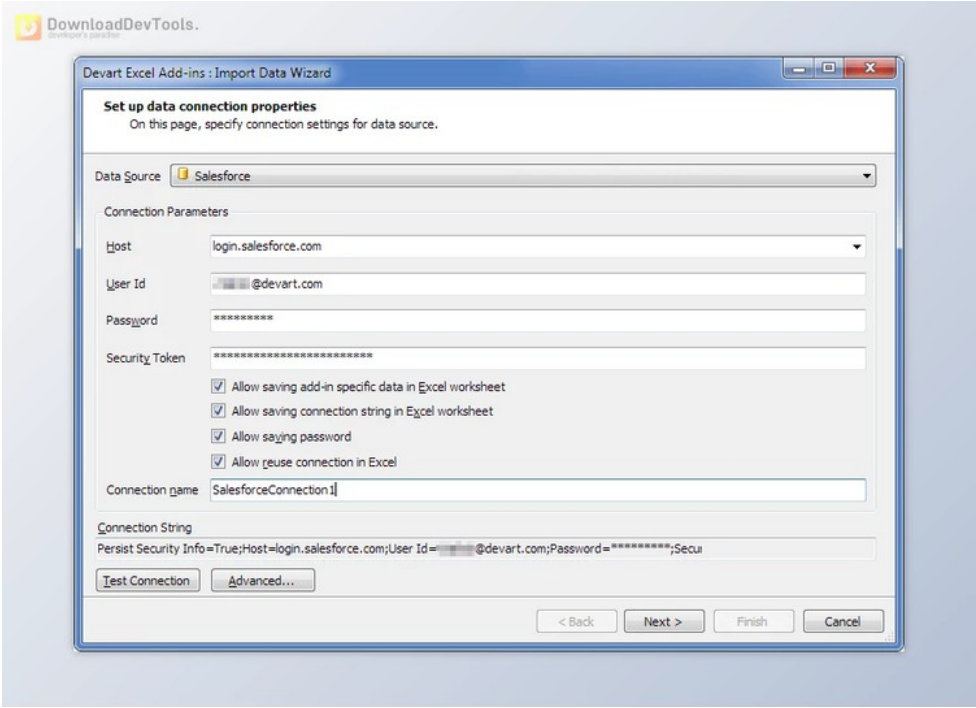 DownloadDevTools.
developer's paradise
Devart Excel Add-ins : Import Data Wizard
Set up data connection properties
On this page, specify connection settings for data source.
Data Source Salesforce
Connection Parameters
Host login.salesforce.com
User Id @devart.com
Password *********
Security Token ************************
Allow saving add-in specific data in Excel worksheet
Allow saving connection string in Excel worksheet
Allow saving password
Allow reuse connection in Excel
Connection name SalesforceConnection1
Connection String
Persist Security Info=True;Host=login.salesforce.com;User Id= @devart.com;Password=*********;Secur
Test Connection Advanced...
< Back Next > Finish Cancel